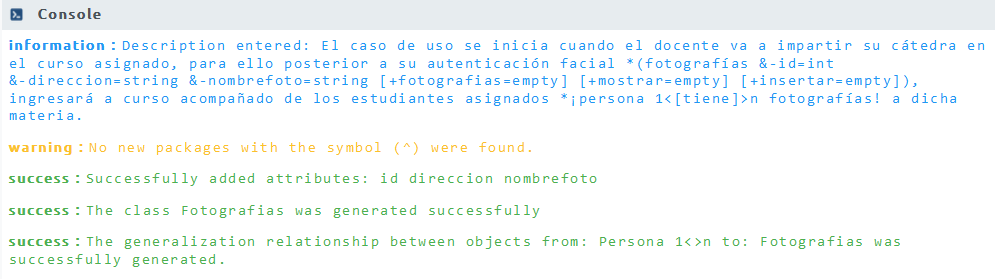 Console
information : Description entered: El caso de uso se inicia cuando el docente va a impartir su cátedra en
el curso asignado, para ello posterior a su autenticación facial *(fotografías &-id=int
&-direccion=string &-nombrefoto=string [+fotografias=empty] [+mostrar=empty] [+insertar=empty]),
ingresará a curso acompañado de los estudiantes asignados *¡persona 1<[tiene]>n fotografías! a dicha
materia.
warning : No new packages with the symbol (^) were found.
success : Successfully added attributes: id direccion nombrefoto
success : The class Fotografias was generated successfully
success : The generalization relationship between objects from: Persona 1<>n to: Fotografias was
successfully generated.